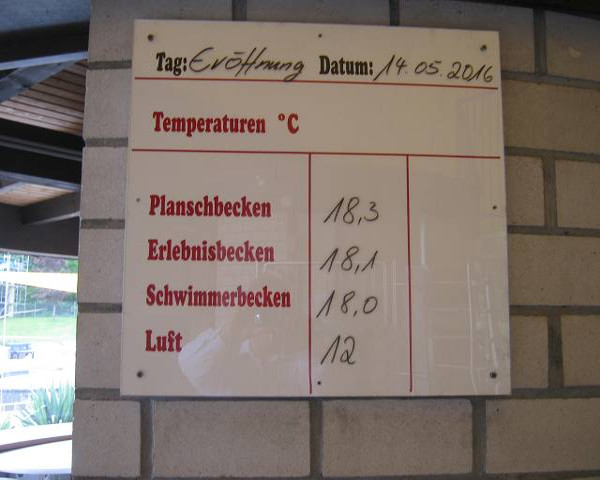 Tag: Eröffnung Datum: 14.05.2016
Temperaturen °C
Planschbecken 18,3
Erlebnisbecken 18,1
Schwimmerbecken 18,0
Luft 12